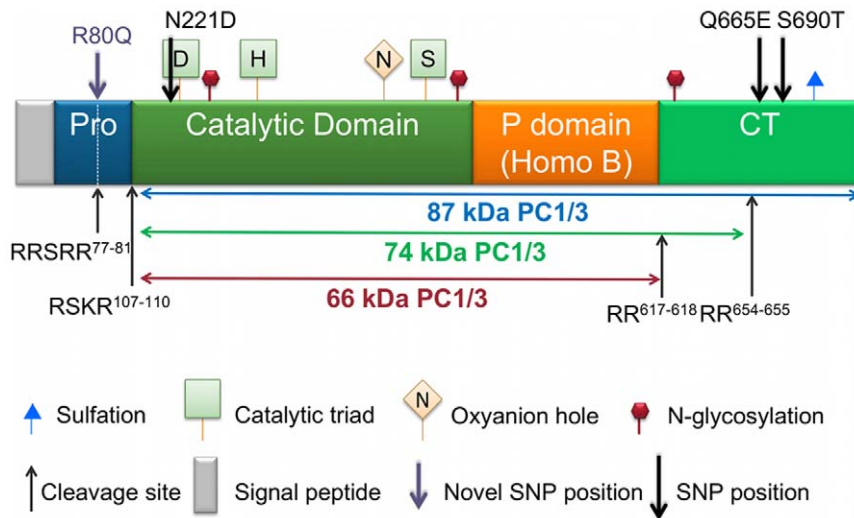 N221D
Q665E S690T
R80Q
D H N S
Pro Catalytic Domain P domain CT
(Homo B)
87 kDa PC1/3
RRSRR⁷⁷⁻⁸¹
74 kDa PC1/3
RSKR¹⁰⁷⁻¹¹⁰
66 kDa PC1/3
RR⁶¹⁷⁻⁶¹⁸ RR⁶⁵⁴⁻⁶⁵⁵
Sulfation Catalytic triad N Oxyanion hole N-glycosylation
Cleavage site Signal peptide Novel SNP position SNP position